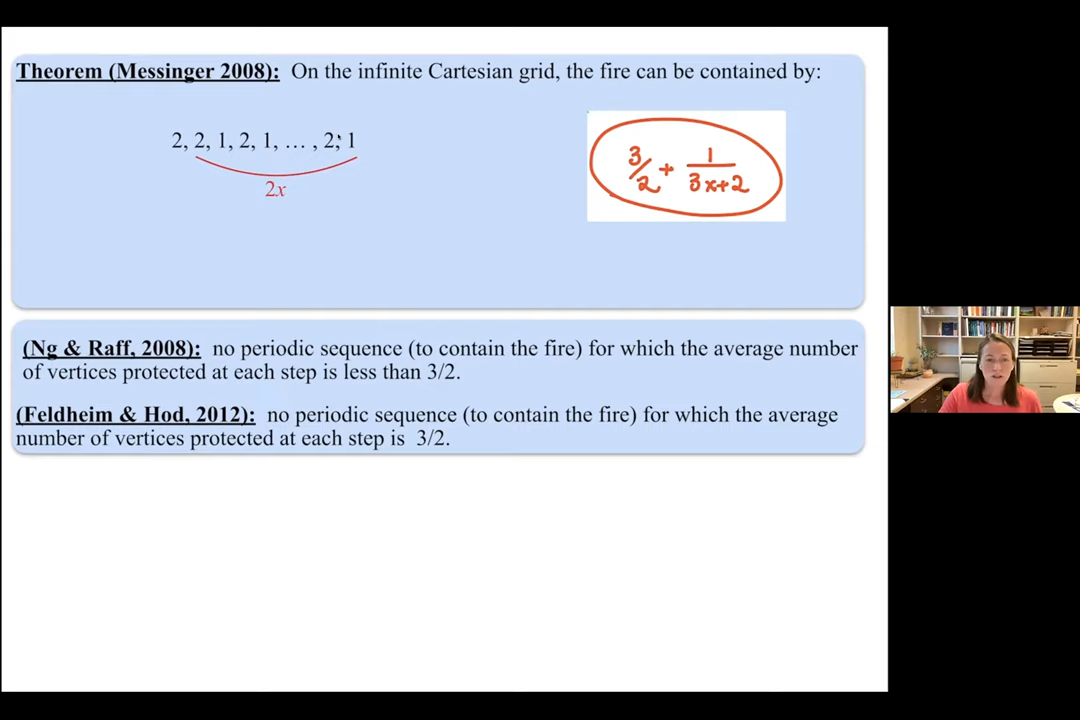 Theorem (Messinger 2008): On the infinite Cartesian grid, the fire can be contained by:
2, 2, 1, 2, 1, … , 2; 1
2x
3/2 + 1/(3x+2)
(Ng & Raff, 2008): no periodic sequence (to contain the fire) for which the average number
of vertices protected at each step is less than 3/2.
(Feldheim & Hod, 2012): no periodic sequence (to contain the fire) for which the average
number of vertices protected at each step is 3/2.